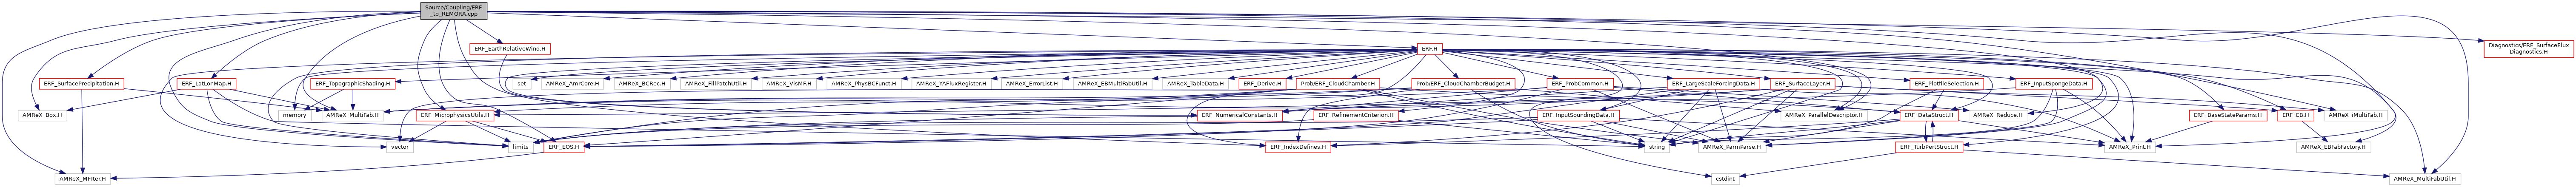 Source/Coupling/ERF
_to_REMORA.cpp
ERF_EarthRelativeWind.H
ERF.H
Diagnostics/ERF_SurfaceFlux
Diagnostics.H
ERF_SurfacePrecipitation.H
ERF_LatLonMap.H
ERF_TopographicShading.H
set
AMReX_AmrCore.H
AMReX_BCRec.H
AMReX_FillPatchUtil.H
AMReX_VisMF.H
AMReX_PhysBCFunct.H
AMReX_YAFluxRegister.H
AMReX_ErrorList.H
AMReX_EBMultiFabUtil.H
AMReX_TableData.H
ERF_Derive.H
Prob/ERF_CloudChamber.H
Prob/ERF_CloudChamberBudget.H
ERF_ProbCommon.H
ERF_LargeScaleForcingData.H
ERF_SurfaceLayer.H
ERF_PlotfileSelection.H
ERF_InputSpongeData.H
AMReX_Box.H
memory
AMReX_MultiFab.H
ERF_MicrophysicsUtils.H
ERF_NumericalConstants.H
ERF_RefinementCriterion.H
ERF_InputSoundingData.H
AMReX_ParallelDescriptor.H
ERF_DataStruct.H
AMReX_Reduce.H
ERF_BaseStateParams.H
ERF_EB.H
AMReX_iMultiFab.H
vector
limits
ERF_EOS.H
ERF_IndexDefines.H
string
AMReX_ParmParse.H
ERF_TurbPertStruct.H
AMReX_Print.H
AMReX_EBFabFactory.H
AMReX_MFIter.H
cstdint
AMReX_MultiFabUtil.H